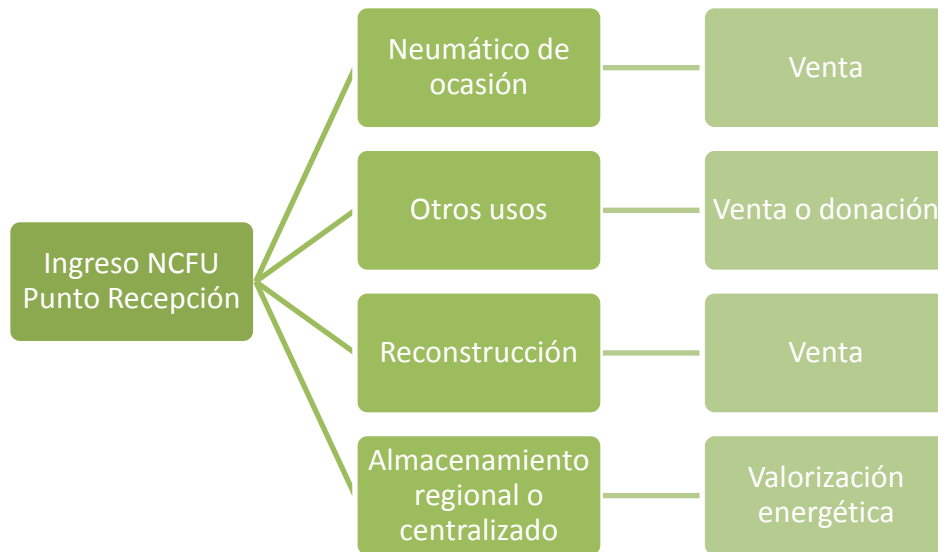 Neumático de
ocasión
Venta
Otros usos
Venta o donación
Ingreso NCFU
Punto Recepción
Reconstrucción
Venta
Almacenamiento
regional o
centralizado
Valorización
energética